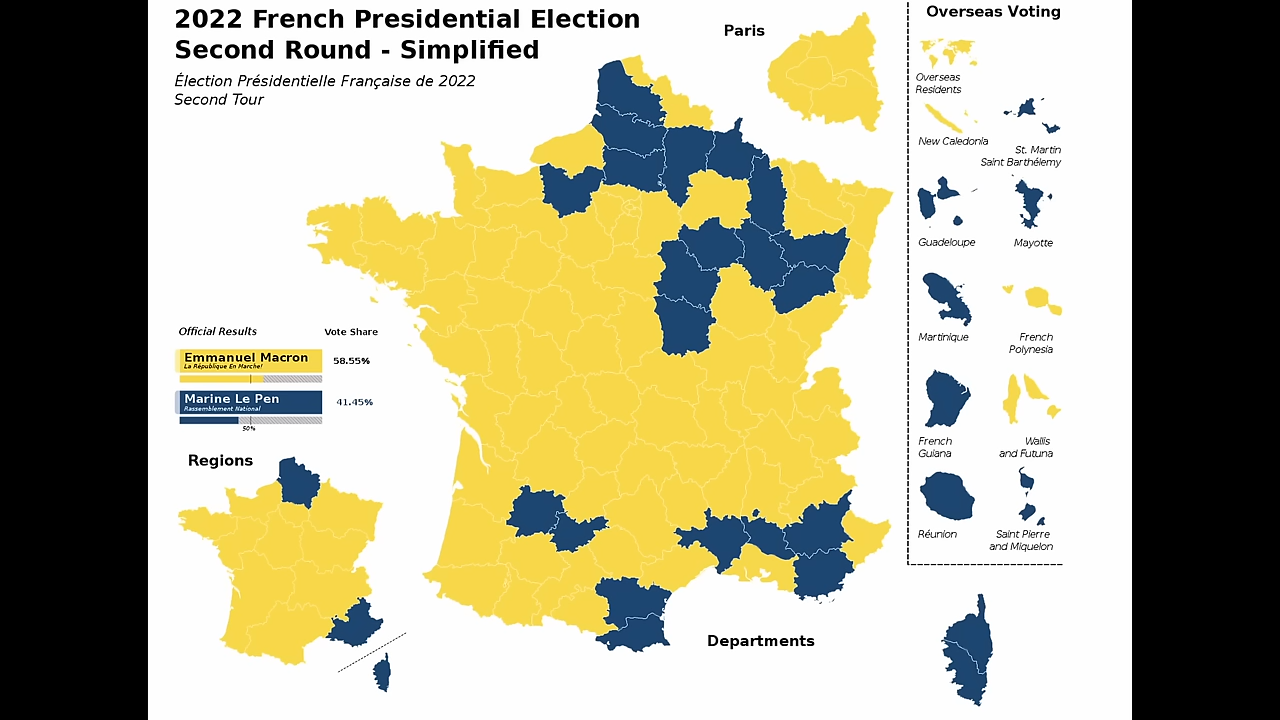 2022 French Presidential Election
Second Round - Simplified
Élection Présidentielle Française de 2022
Second Tour
Paris
Overseas Voting
Overseas
Residents
New Caledonia
St. Martin
Saint Barthélemy
Guadeloupe
Mayotte
Martinique
French
Polynesia
French
Guiana
Wallis
and Futuna
Réunion
Saint Pierre
and Miquelon
Official Results
Vote Share
Emmanuel Macron
La République En Marche!
58.55%
Marine Le Pen
Rassemblement National
41.45%
50%
Regions
Departments